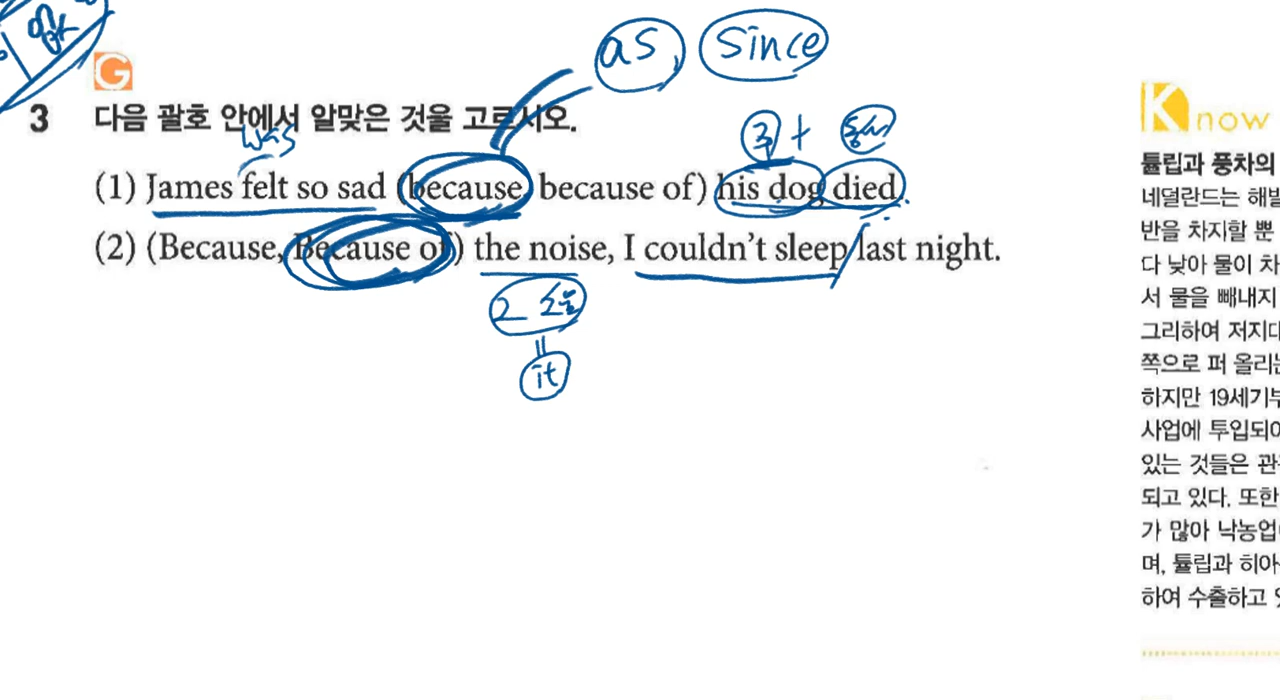 as, since
G
3 다음 괄호 안에서 알맞은 것을 고르시오.
was
주 + 동사
(1) James felt so sad (because, because of) his dog died.
(2) (Because, Because of) the noise, I couldn't sleep last night.
그 소음
=
it
Know
튤립과 풍차의
네덜란드는 해발
반을 차지할 뿐
다 낮아 물이 차
서 물을 빼내지
그리하여 저지대
쪽으로 퍼 올리는
하지만 19세기부
사업에 투입되어
있는 것들은 관
되고 있다. 또한
가 많아 낙농업
며, 튤립과 히아
하여 수출하고 있